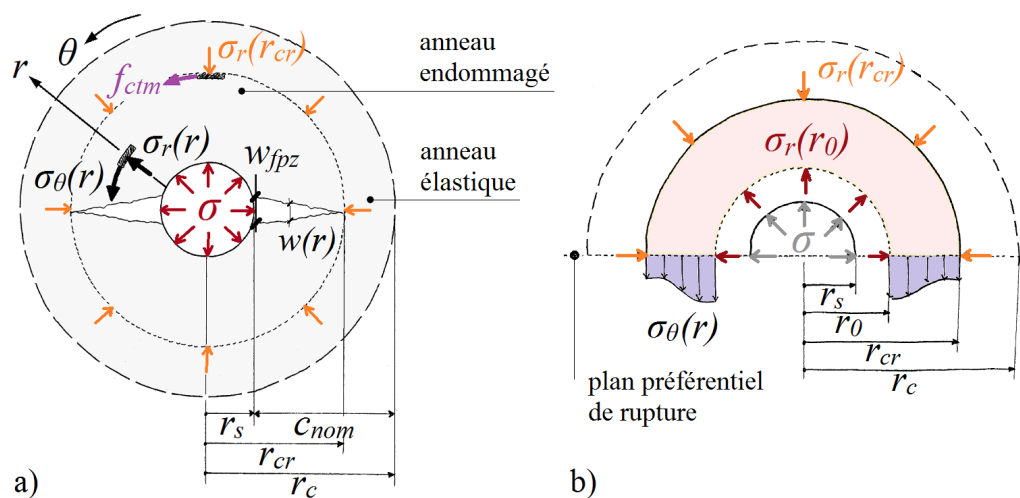 θ
r
σr(rcr)
fctm
anneau
endommagé
σr(r)
σθ(r)
wfpz
σ
w(r)
anneau
élastique
rs
cnom
rcr
rc
a)
σr(rcr)
σr(r0)
σ
σθ(r)
rs
r0
rcr
rc
plan préférentiel
de rupture
b)